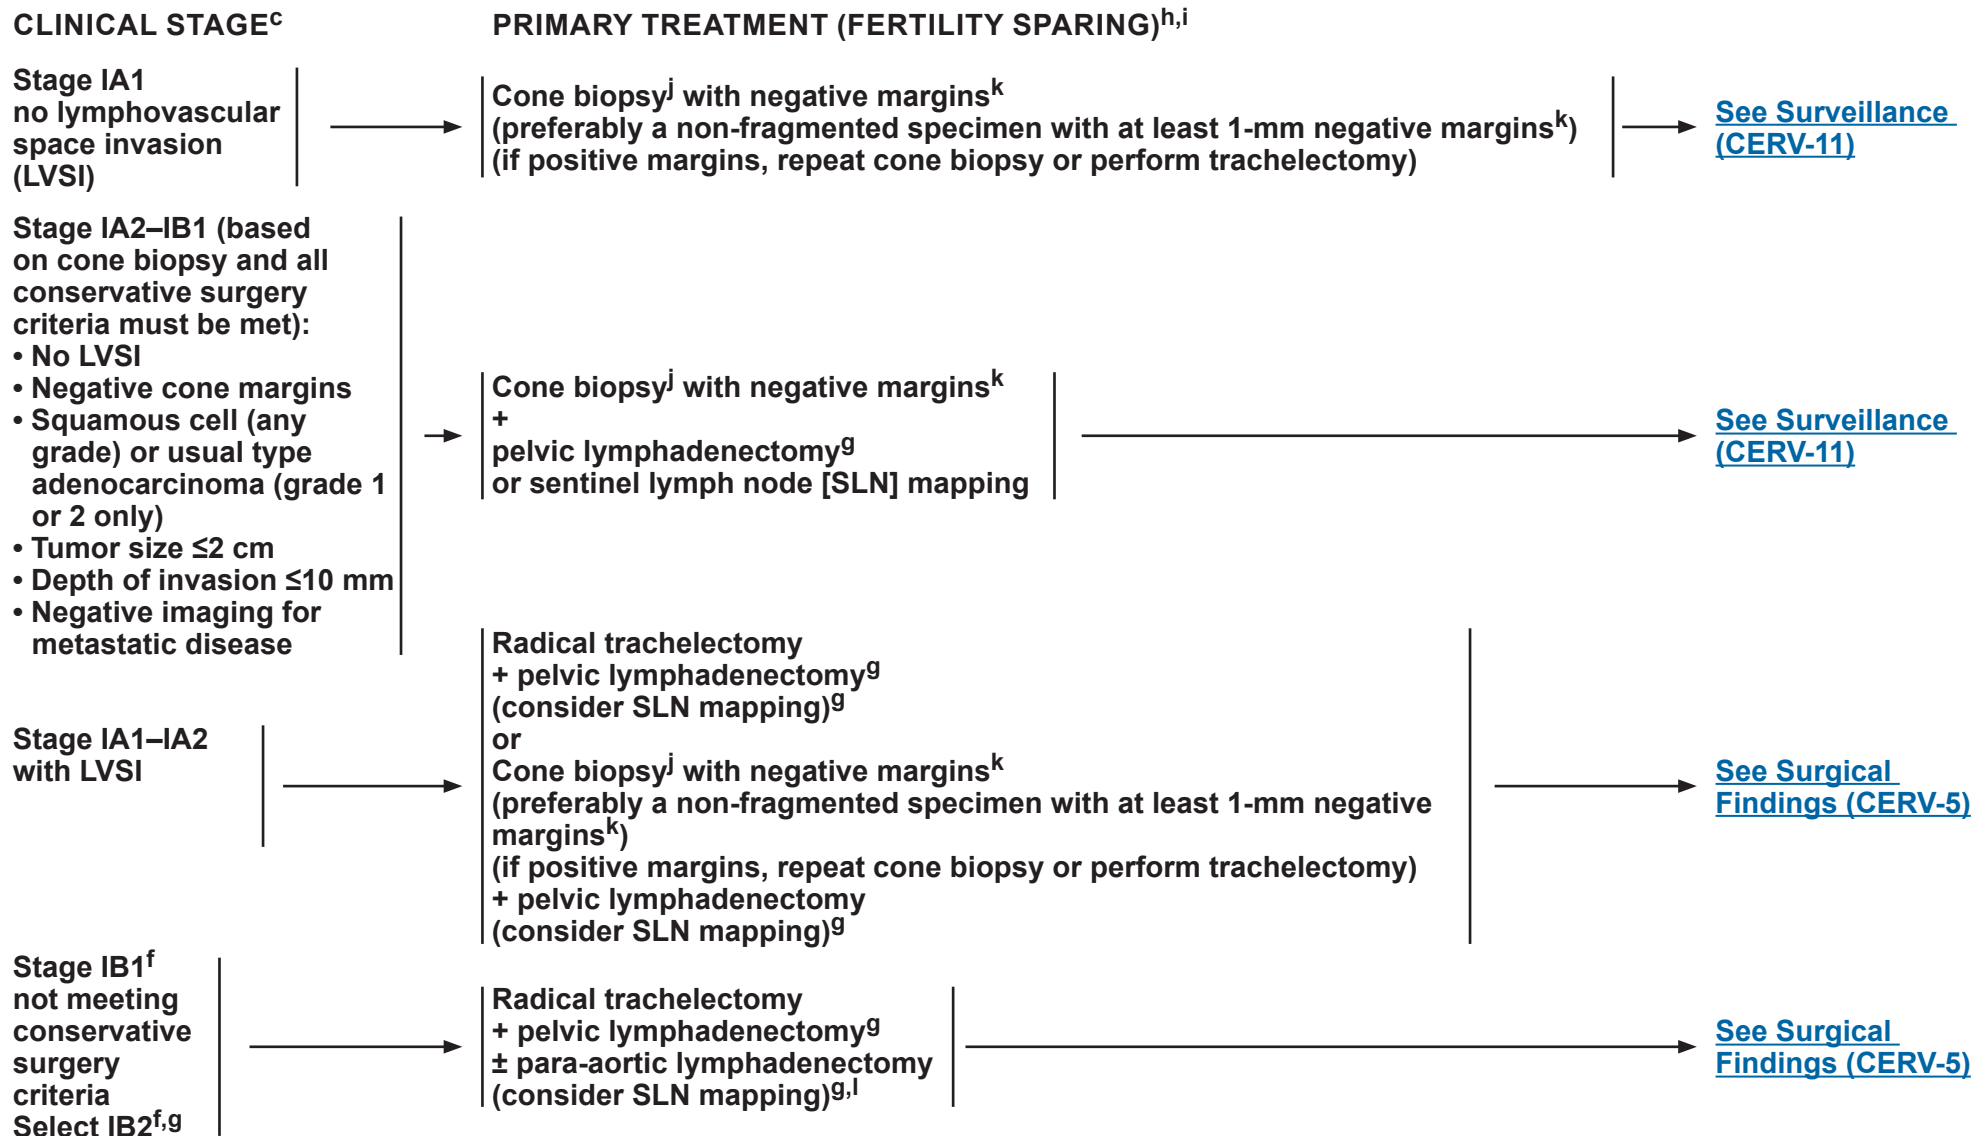 CLINICAL STAGEc
PRIMARY TREATMENT (FERTILITY SPARING)h,i
Stage IA1
no lymphovascular
space invasion
(LVSI)
Cone biopsyj with negative marginsk
(preferably a non-fragmented specimen with at least 1-mm negative marginsk)
(if positive margins, repeat cone biopsy or perform trachelectomy)
See Surveillance
(CERV-11)
Stage IA2–IB1 (based
on cone biopsy and all
conservative surgery
criteria must be met):
• No LVSI
• Negative cone margins
• Squamous cell (any
grade) or usual type
adenocarcinoma (grade 1
or 2 only)
• Tumor size ≤2 cm
• Depth of invasion ≤10 mm
• Negative imaging for
metastatic disease
Cone biopsyj with negative marginsk
+
pelvic lymphadenectomyg
or sentinel lymph node [SLN] mapping
See Surveillance
(CERV-11)
Stage IA1–IA2
with LVSI
Radical trachelectomy
+ pelvic lymphadenectomyg
(consider SLN mapping)g
or
Cone biopsyj with negative marginsk
(preferably a non-fragmented specimen with at least 1-mm negative
marginsk)
(if positive margins, repeat cone biopsy or perform trachelectomy)
+ pelvic lymphadenectomy
(consider SLN mapping)g
See Surgical
Findings (CERV-5)
Stage IB1f
not meeting
conservative
surgery
criteria
Select IB2f,g
Radical trachelectomy
+ pelvic lymphadenectomyg
± para-aortic lymphadenectomy
(consider SLN mapping)g,l
See Surgical
Findings (CERV-5)